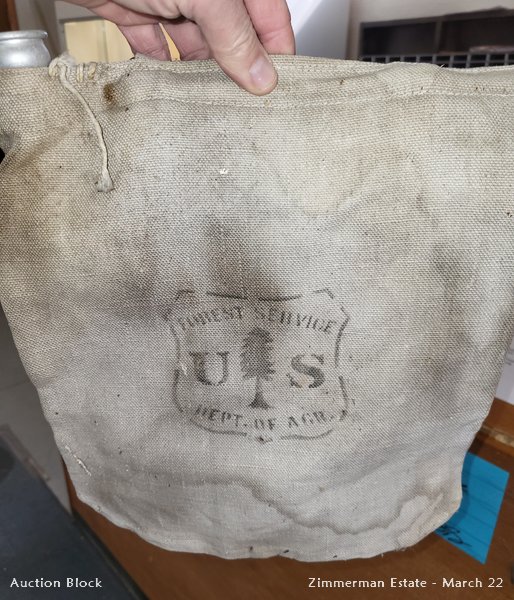 FOREST SERVICE
U S
DEPT. OF AGR.
Auction Block
Zimmerman Estate - March 22